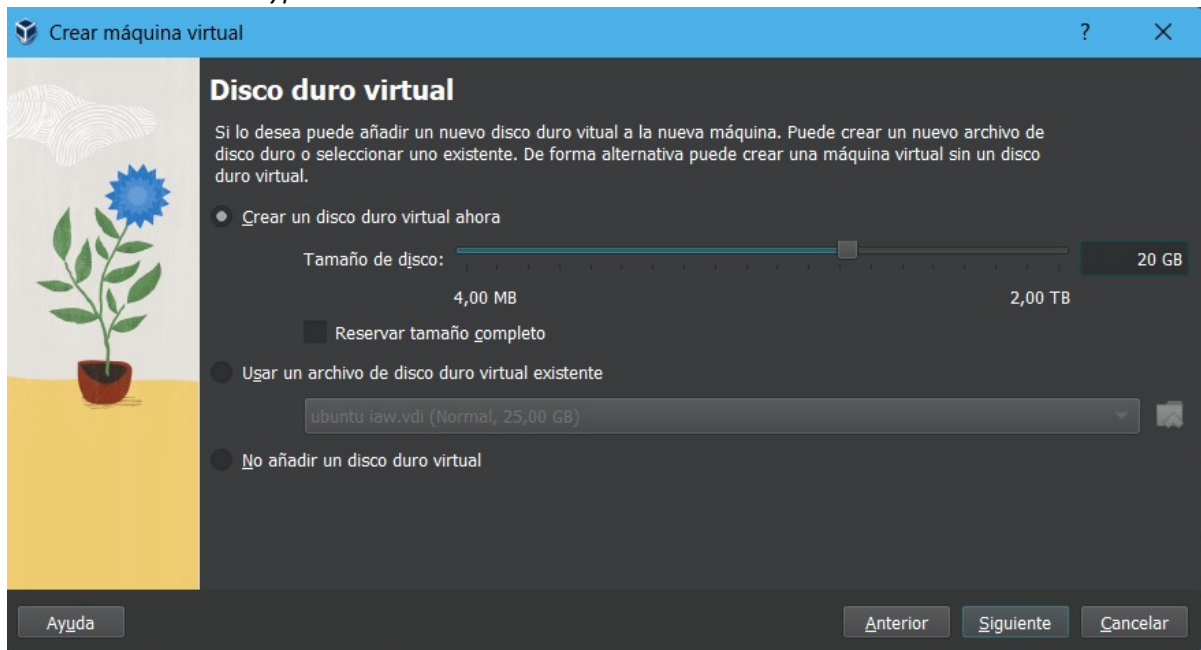 Crear máquina virtual
?
Disco duro virtual
Si lo desea puede añadir un nuevo disco duro vitual a la nueva máquina. Puede crear un nuevo archivo de
disco duro o seleccionar uno existente. De forma alternativa puede crear una máquina virtual sin un disco
duro virtual.
Crear un disco duro virtual ahora
Tamaño de disco:
20 GB
4,00 MB
2,00 TB
Reservar tamaño completo
Usar un archivo de disco duro virtual existente
ubuntu iaw.vdi (Normal, 25,00 GB)
No añadir un disco duro virtual
Ayuda
Anterior
Siguiente
Cancelar